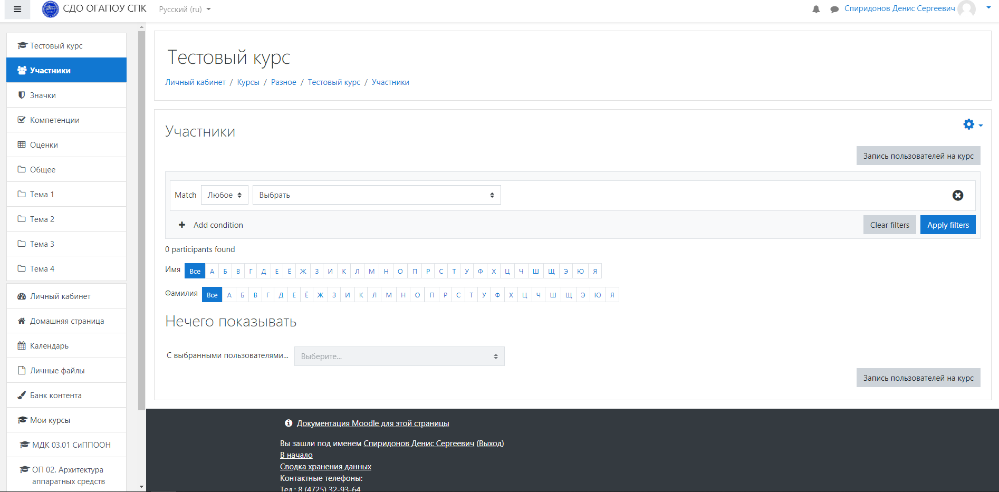 СДО ОГАПОУ СПК
Русский (ru)
Спиридонов Денис Сергеевич
Тестовый курс
Участники
Значки
Компетенции
Оценки
Общее
Тема 1
Тема 2
Тема 3
Тема 4
Личный кабинет
Домашняя страница
Календарь
Личные файлы
Банк контента
Мои курсы
МДК 03.01 СиППООН
ОП 02. Архитектура
аппаратных средств
Тестовый курс
Личный кабинет / Курсы / Разное / Тестовый курс / Участники
Участники
Запись пользователей на курс
Match Любое Выбрать
Add condition
Clear filters Apply filters
0 participants found
Имя Все А Б В Г Д Е Ё Ж З И К Л М Н О П Р С Т У Ф Х Ц Ч Ш Щ Э Ю Я
Фамилия Все А Б В Г Д Е Ё Ж З И К Л М Н О П Р С Т У Ф Х Ц Ч Ш Щ Э Ю Я
Нечего показывать
С выбранными пользователями... Выберите...
Запись пользователей на курс
Документация Moodle для этой страницы
Вы зашли под именем Спиридонов Денис Сергеевич (Выход)
В начало
Сводка хранения данных
Контактные телефоны:
Тел.: 8 (4725) 32-93-64